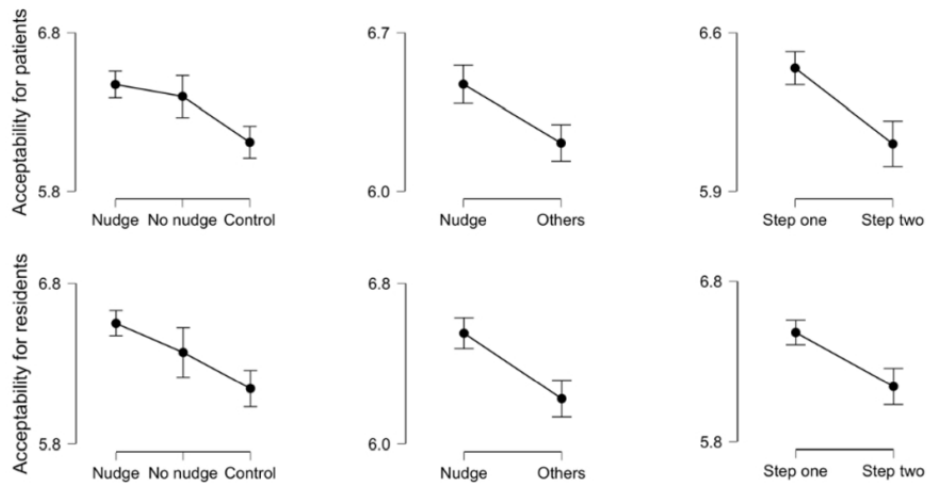 Acceptability for patients
6.8
5.8
Nudge No nudge Control
6.7
6.0
Nudge Others
6.6
5.9
Step one Step two
Acceptability for residents
6.8
5.8
Nudge No nudge Control
6.8
6.0
Nudge Others
6.8
5.8
Step one Step two